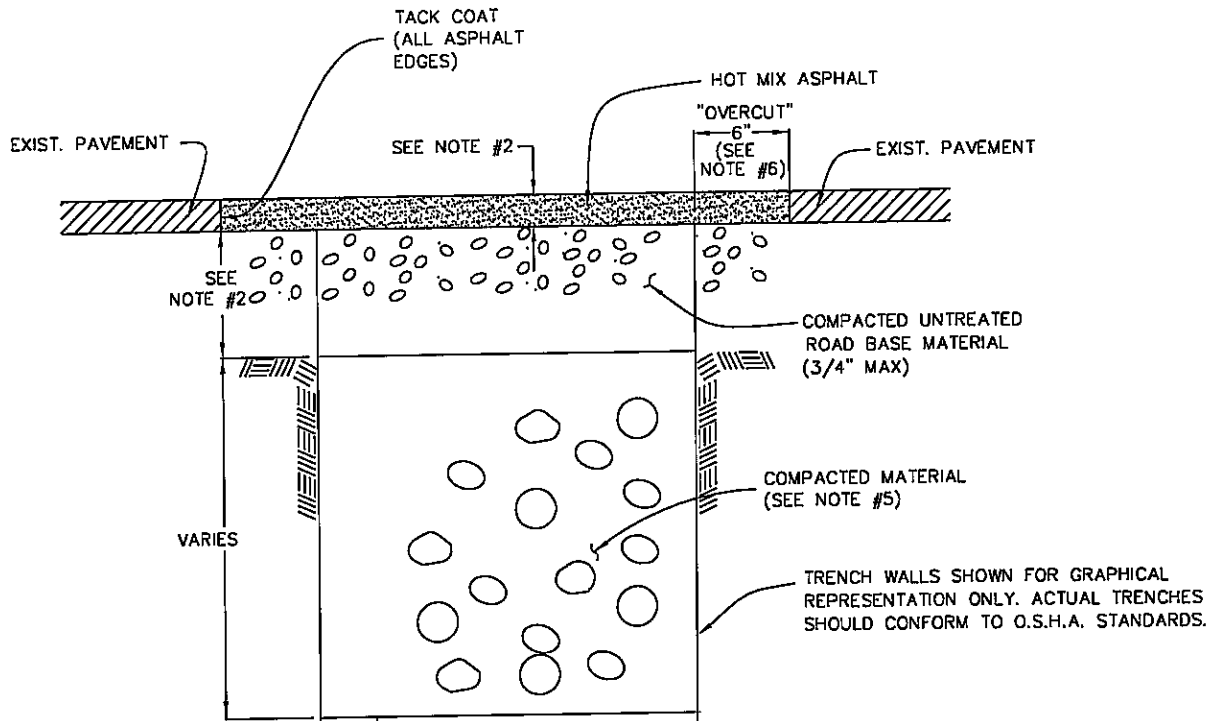 TACK COAT
(ALL ASPHALT
EDGES)
HOT MIX ASPHALT
"OVERCUT"
6"
(SEE
NOTE #6)
EXIST. PAVEMENT
SEE NOTE #2
EXIST. PAVEMENT
SEE
NOTE #2
COMPACTED UNTREATED
ROAD BASE MATERIAL
(3/4" MAX)
COMPACTED MATERIAL
(SEE NOTE #5)
VARIES
TRENCH WALLS SHOWN FOR GRAPHICAL
REPRESENTATION ONLY. ACTUAL TRENCHES
SHOULD CONFORM TO O.S.H.A. STANDARDS.